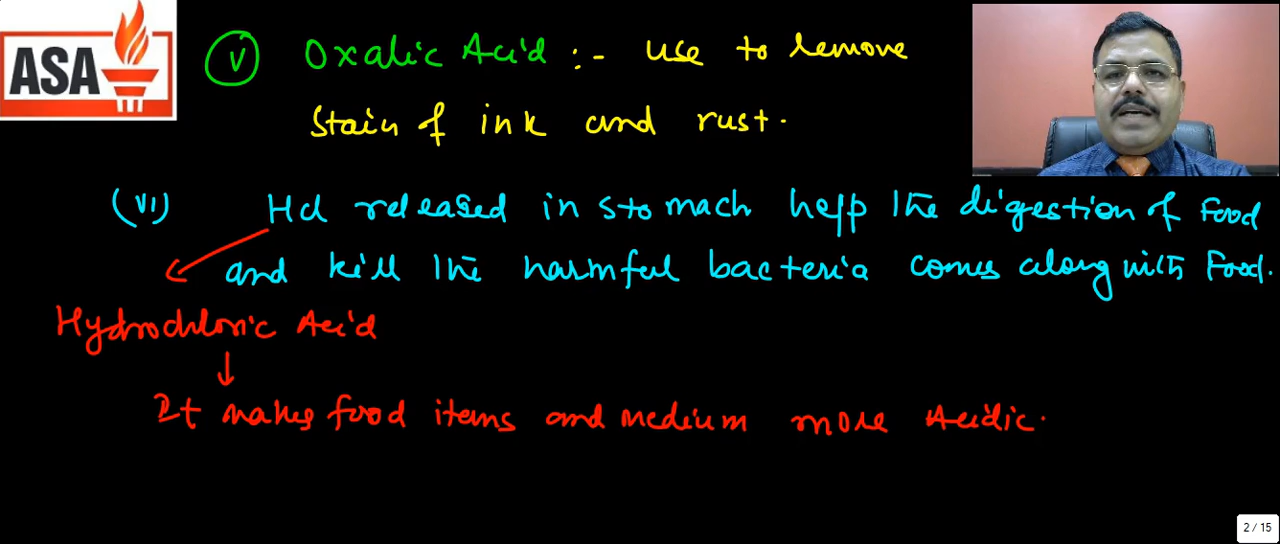 ASA
(V) Oxalic Acid :- use to remove
stain of ink and rust.
(VI) Hcl released in stomach help the digestion of Food
and kill the harmful bacteria comes along with Food.
Hydrochloric Acid
It makes food items and medium more Acidic.
2 / 15